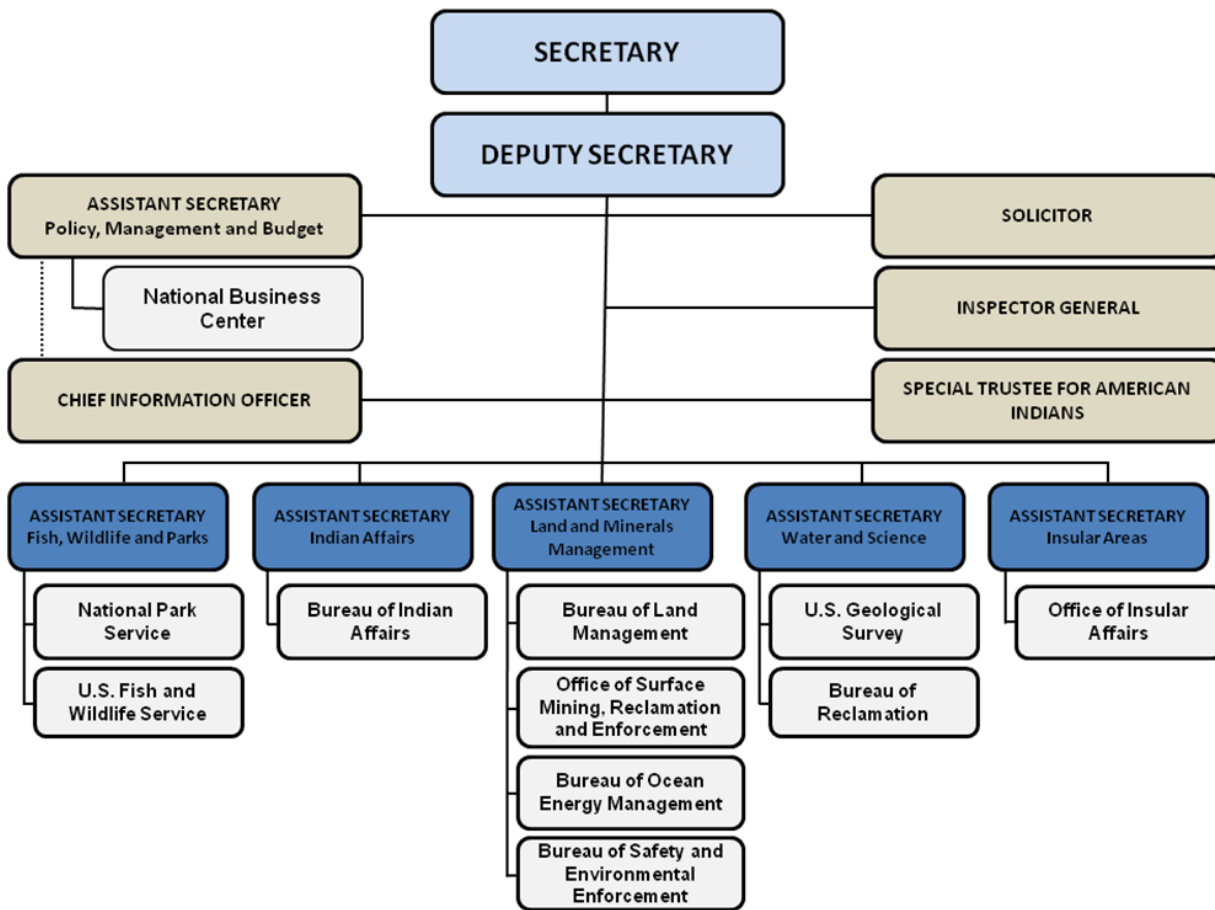 SECRETARY
DEPUTY SECRETARY
ASSISTANT SECRETARY
Policy, Management and Budget
SOLICITOR
National Business
Center
INSPECTOR GENERAL
CHIEF INFORMATION OFFICER
SPECIAL TRUSTEE FOR AMERICAN
INDIANS
ASSISTANT SECRETARY
Fish, Wildlife and Parks
National Park
Service
U.S. Fish and
Wildlife Service
ASSISTANT SECRETARY
Indian Affairs
Bureau of Indian
Affairs
ASSISTANT SECRETARY
Land and Minerals
Management
Bureau of Land
Management
Office of Surface
Mining, Reclamation
and Enforcement
Bureau of Ocean
Energy Management
Bureau of Safety and
Environmental
Enforcement
ASSISTANT SECRETARY
Water and Science
U.S. Geological
Survey
Bureau of
Reclamation
ASSISTANT SECRETARY
Insular Areas
Office of Insular
Affairs